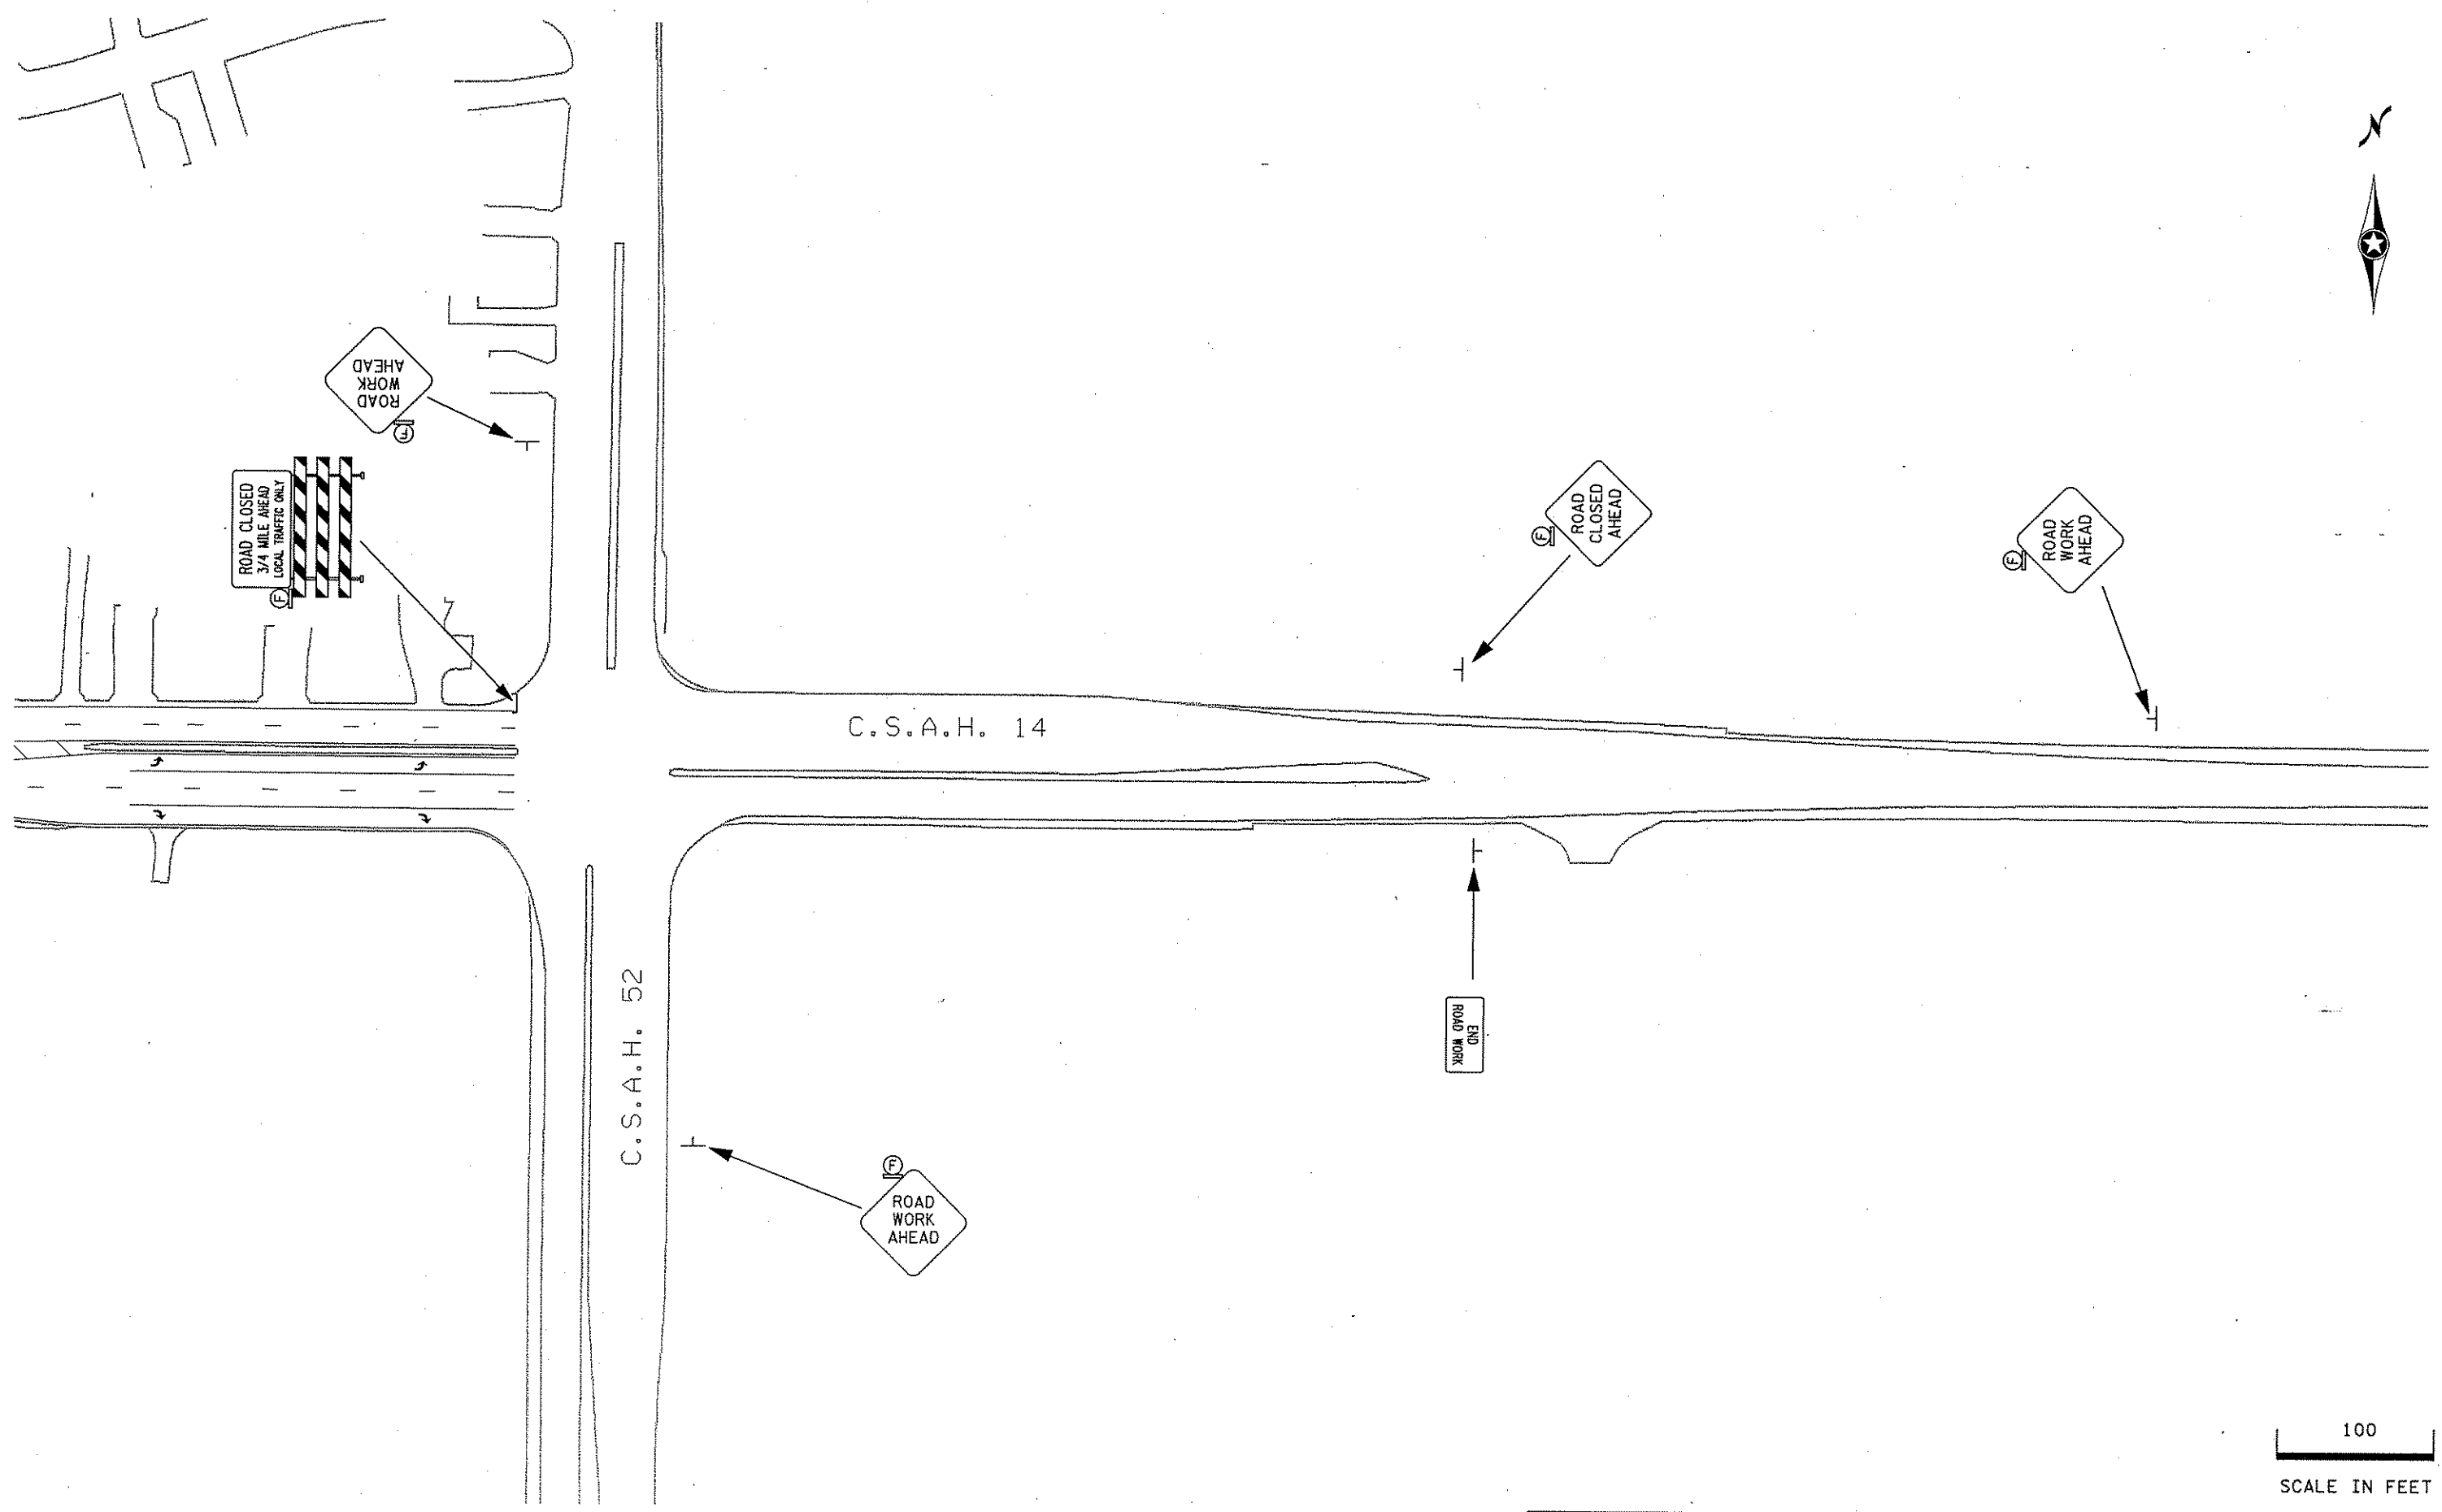 N
ROAD
WORK
AHEAD
F
ROAD CLOSED
3/4 MILE AHEAD
LOCAL TRAFFIC ONLY
F
ROAD
CLOSED
AHEAD
F
ROAD
WORK
AHEAD
F
C.S.A.H. 14
C.S.A.H. 52
END
ROAD WORK
F
ROAD
WORK
AHEAD
100
SCALE IN FEET